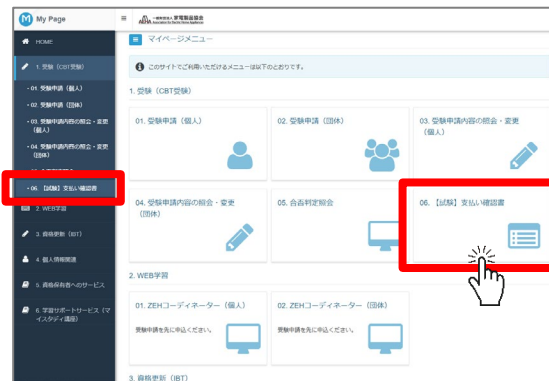 My Page
一般財団法人 家電製品協会
Association for Electric Home Appliances
マイページメニュー
HOME
1. 受験（CBT受験）
- 01. 受験申請（個人）
- 02. 受験申請（団体）
- 03. 受験申請内容の照会・変更
（個人）
- 04. 受験申請内容の照会・変更
（団体）
- 06. 【試験】支払い確認書
2. WEB学習
3. 資格更新（IBT）
4. 個人情報関連
5. 資格保有者へのサービス
6. 学習サポートサービス（マ
イスタディ講座）
このサイトでご利用いただけるメニューは以下のとおりです。
1. 受験（CBT受験）
01. 受験申請（個人）
02. 受験申請（団体）
03. 受験申請内容の照会・変更
（個人）
04. 受験申請内容の照会・変更
（団体）
05. 合否判定照会
06. 【試験】支払い確認書
2. WEB学習
01. ZEHコーディネーター（個人）
受験申請を先に申込ください。
02. ZEHコーディネーター（団体）
受験申請を先に申込ください。
3. 資格更新（IBT）